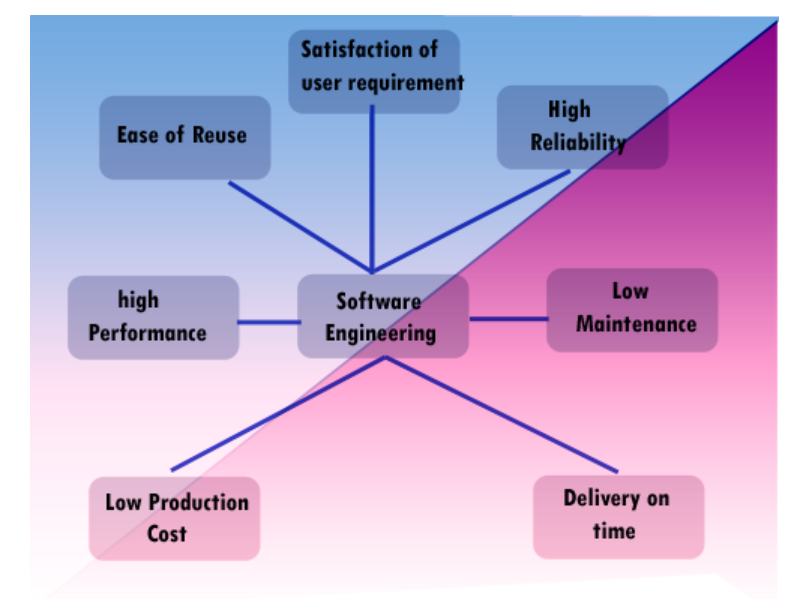 Satisfaction of
user requirement
High
Reliability
Ease of Reuse
high
Performance
Software
Engineering
Low
Maintenance
Low Production
Cost
Delivery on
time